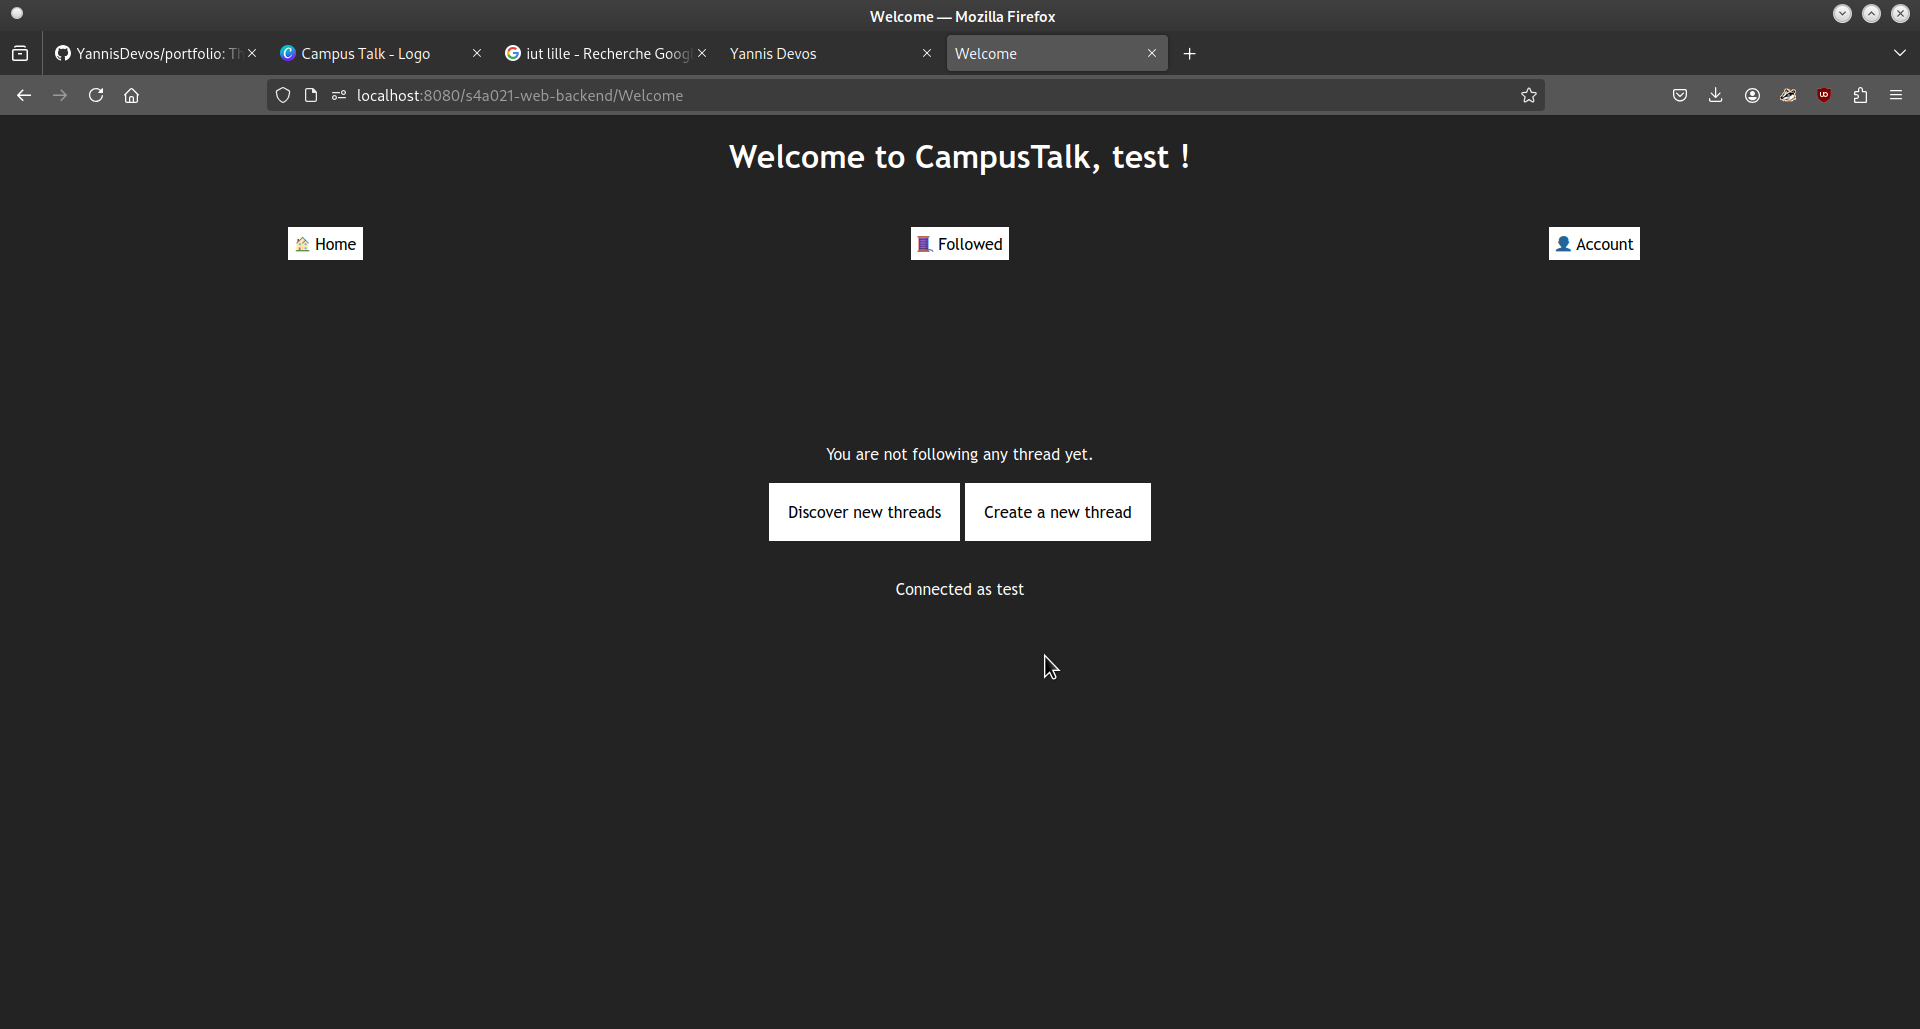 Welcome — Mozilla Firefox
YannisDevos/portfolio: Th
Campus Talk - Logo
iut lille - Recherche Goog
Yannis Devos
Welcome
localhost:8080/s4a021-web-backend/Welcome
Welcome to CampusTalk, test !
Home
Followed
Account
You are not following any thread yet.
Discover new threads
Create a new thread
Connected as test